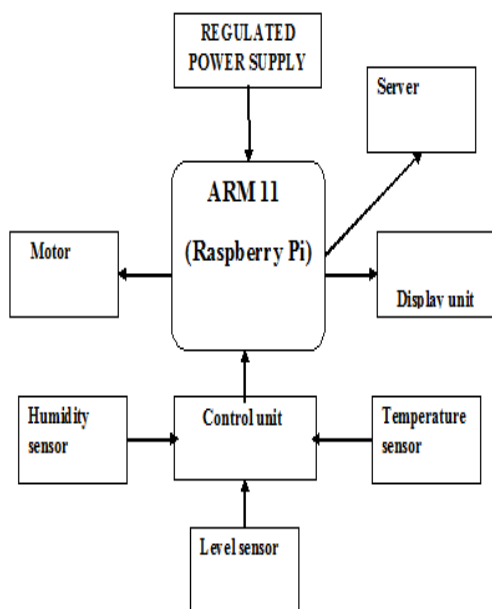 REGULATED
POWER SUPPLY
Server
ARM 11
(Raspberry Pi)
Motor
Display unit
Humidity
sensor
Control unit
Temperature
sensor
Level sensor